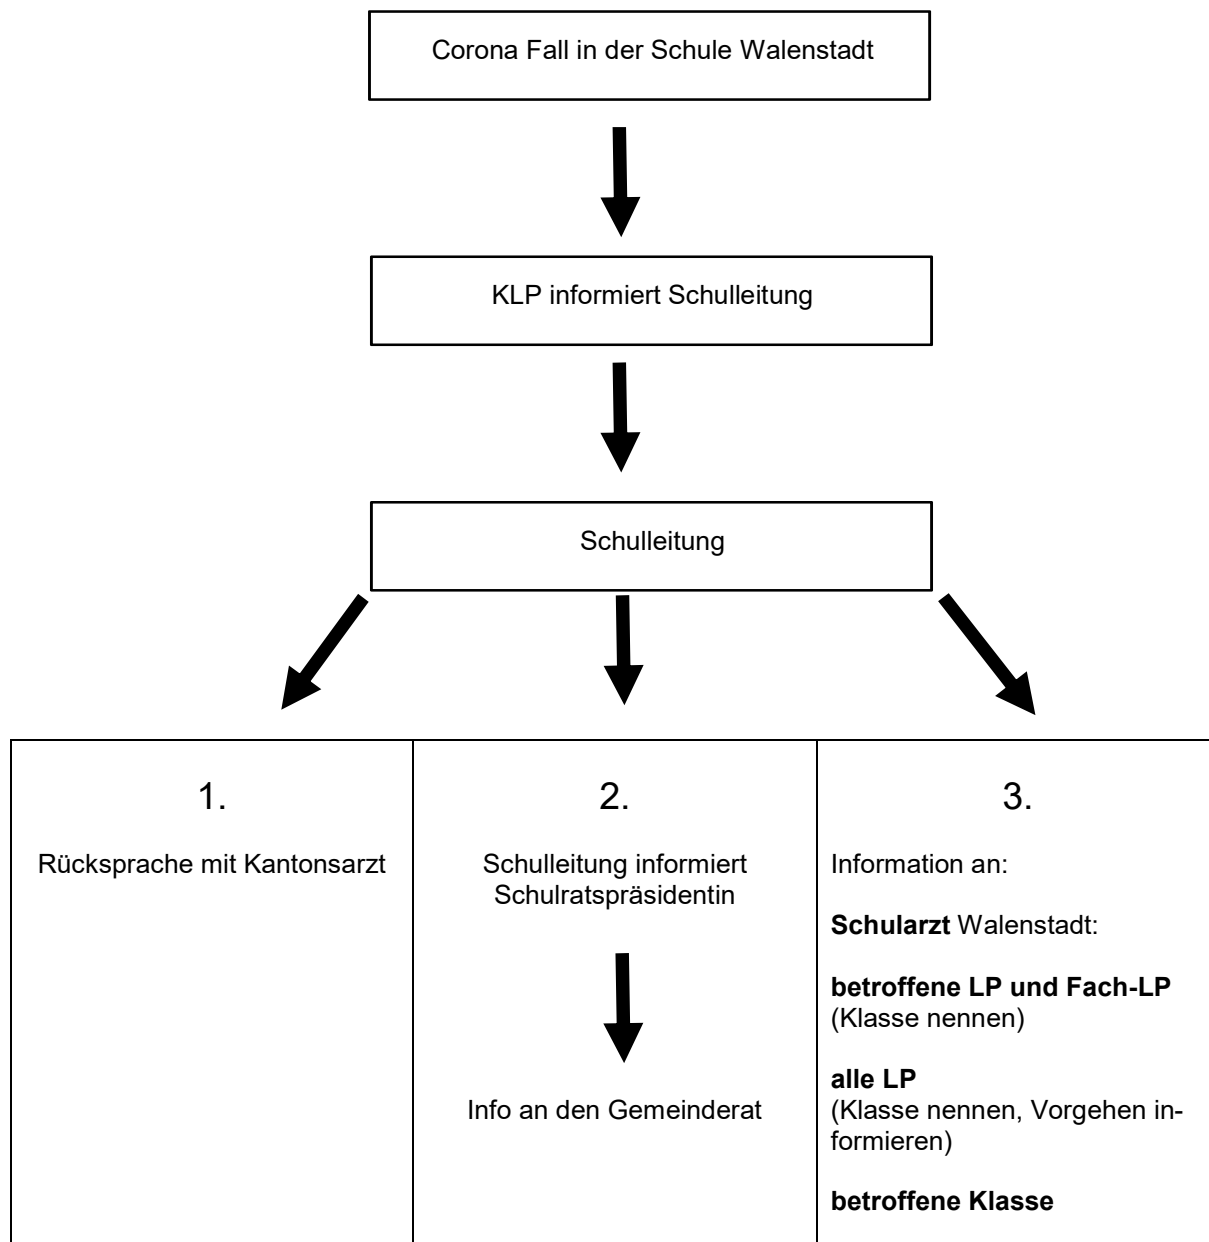 Corona Fall in der Schule Walenstadt
KLP informiert Schulleitung
Schulleitung
1.
Rücksprache mit Kantonsarzt
2.
Schulleitung informiert
Schulratspräsidentin
Info an den Gemeinderat
3.
Information an:
Schularzt Walenstadt:
betroffene LP und Fach-LP
(Klasse nennen)
alle LP
(Klasse nennen, Vorgehen in-
formieren)
betroffene Klasse